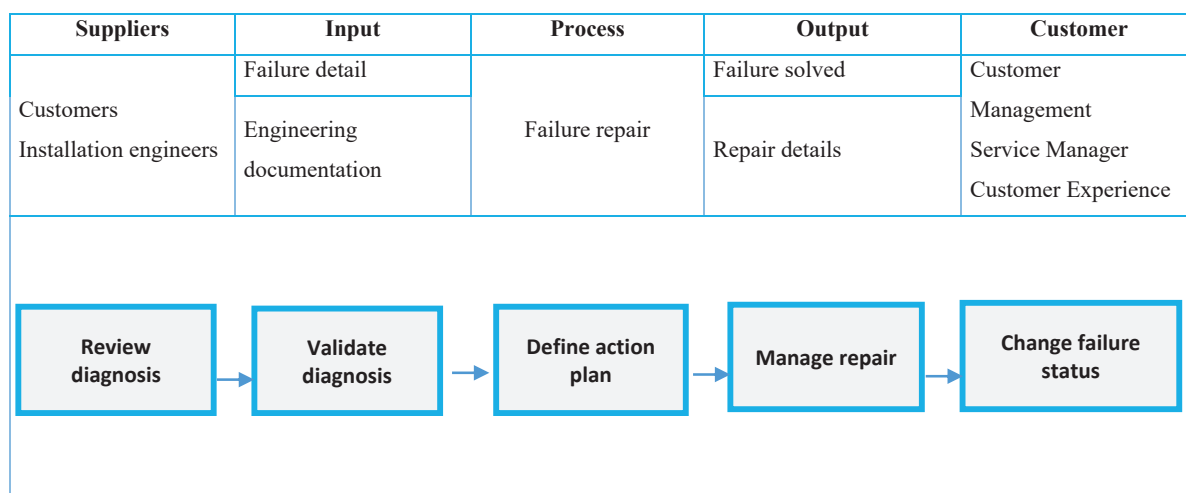 Suppliers
Input
Process
Output
Customer
Customers
Installation engineers
Failure detail
Engineering
documentation
Failure repair
Failure solved
Repair details
Customer
Management
Service Manager
Customer Experience
Review
diagnosis
Validate
diagnosis
Define action
plan
Manage repair
Change failure
status